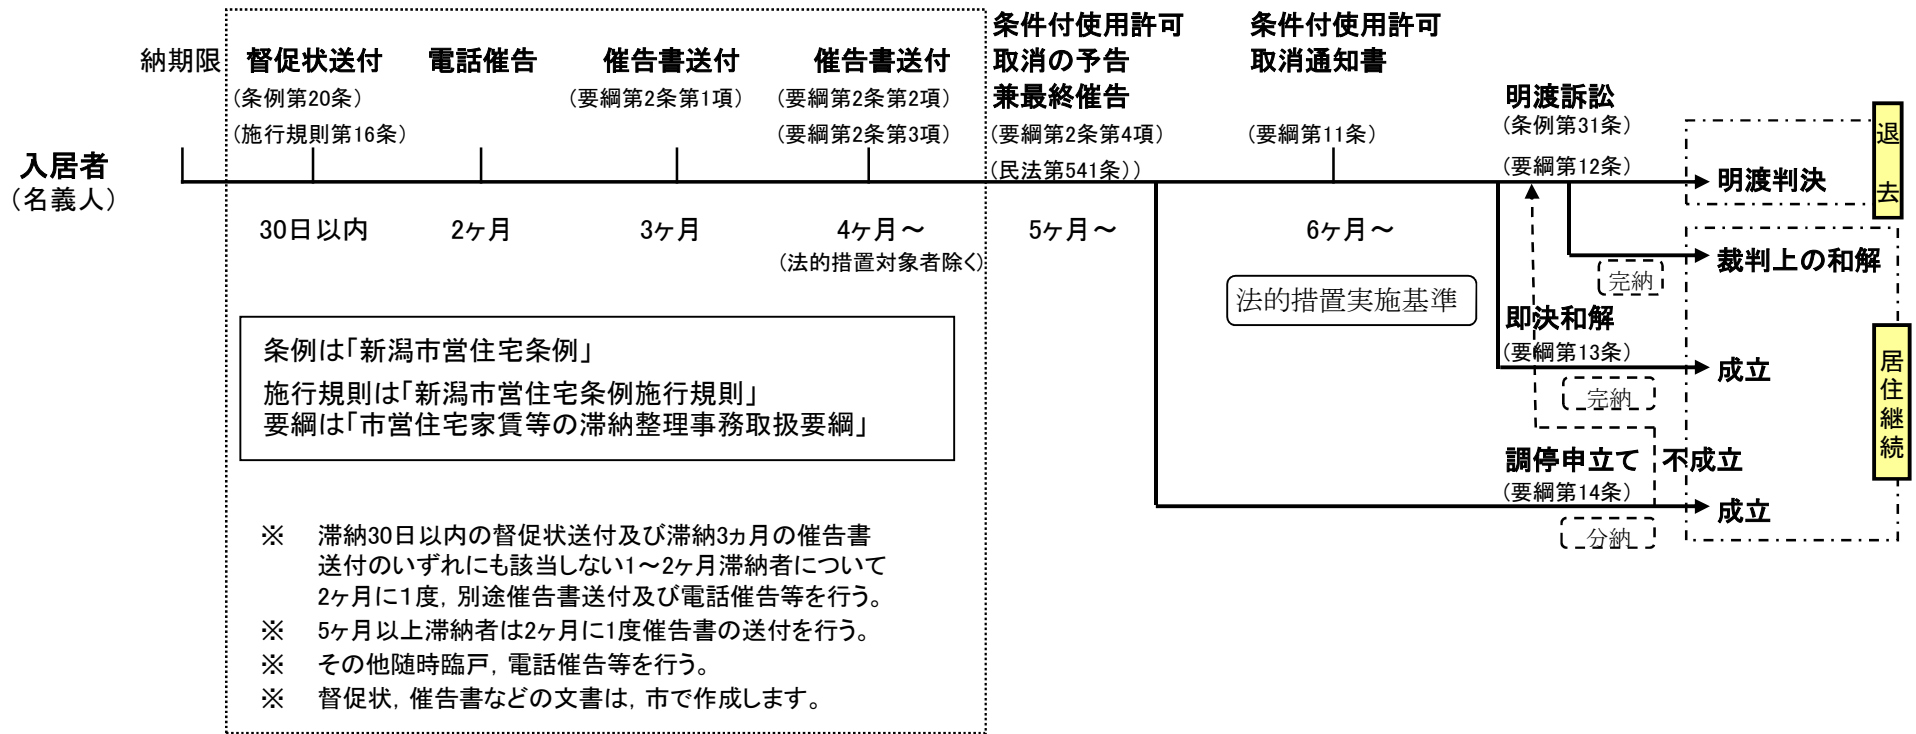 入居者
(名義人)
納期限
督促状送付
(条例第20条)
(施行規則第16条)
30日以内
電話催告
2ヶ月
催告書送付
(要綱第2条第1項)
3ヶ月
催告書送付
(要綱第2条第2項)
(要綱第2条第3項)
4ヶ月～
(法的措置対象者除く)
条件付使用許可
取消の予告
兼最終催告
(要綱第2条第4項)
(民法第541条))
5ヶ月～
条件付使用許可
取消通知書
(要綱第11条)
6ヶ月～
法的措置実施基準
明渡訴訟
(条例第31条)
(要綱第12条)
明渡判決
退去
裁判上の和解
完納
即決和解
(要綱第13条)
成立
完納
居住継続
調停申立て
不成立
(要綱第14条)
成立
分納
条例は「新潟市営住宅条例」
施行規則は「新潟市営住宅条例施行規則」
要綱は「市営住宅家賃等の滞納整理事務取扱要綱」
※ 滞納30日以内の督促状送付及び滞納3ヵ月の催告書
送付のいずれにも該当しない1～2ヶ月滞納者について
2ヶ月に1度，別途催告書送付及び電話催告等を行う。
※ 5ヶ月以上滞納者は2ヶ月に1度催告書の送付を行う。
※ その他随時臨戸，電話催告等を行う。
※ 督促状，催告書などの文書は，市で作成します。